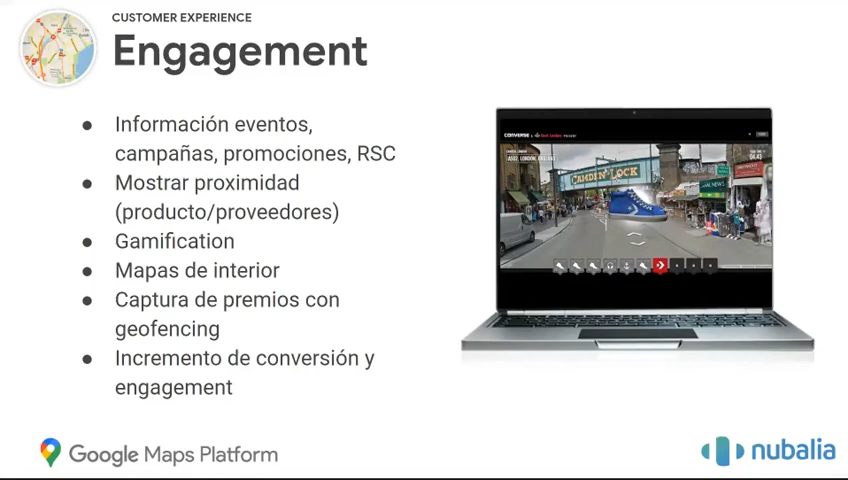 CUSTOMER EXPERIENCE
Engagement
● Información eventos,
campañas, promociones, RSC
● Mostrar proximidad
(producto/proveedores)
● Gamification
● Mapas de interior
● Captura de premios con
geofencing
● Incremento de conversión y
engagement
CONVERSE
CAMDEN LOCK
Google Maps Platform
nubalia